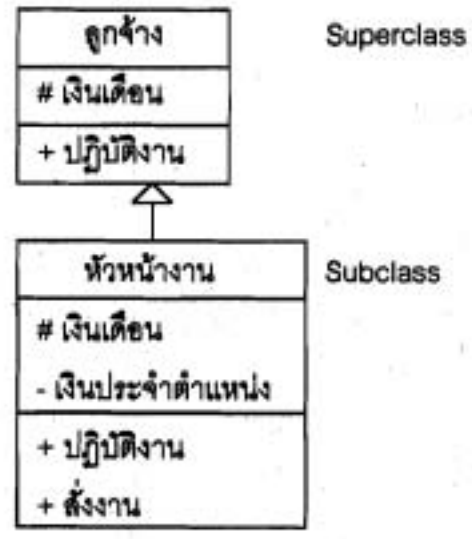 ลูกจ้าง Superclass
# เงินเดือน
+ ปฏิบัติงาน
หัวหน้างาน Subclass
# เงินเดือน
- เงินประจำตำแหน่ง
+ ปฏิบัติงาน
+ สั่งงาน